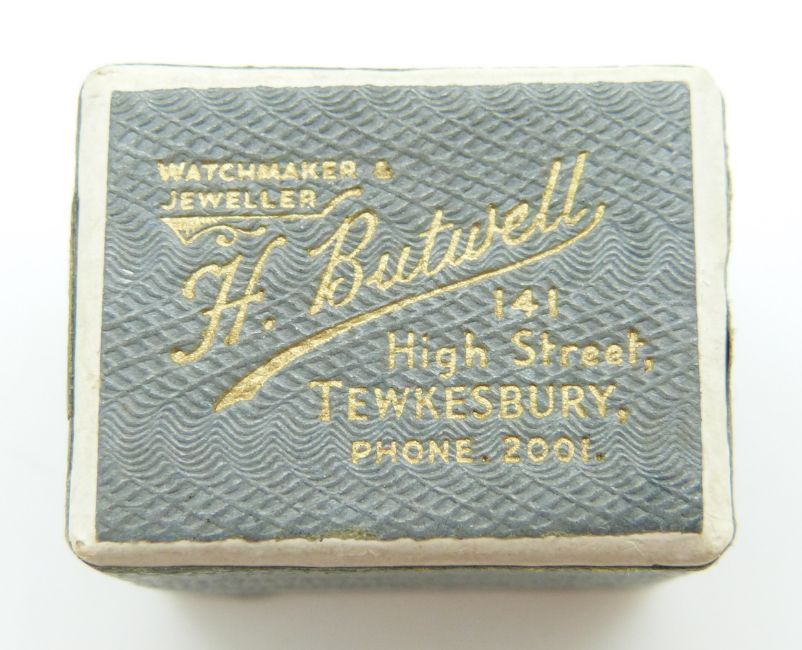 WATCHMAKER &
JEWELLER
H. Butwell
141
High Street,
TEWKESBURY,
PHONE. 2001.